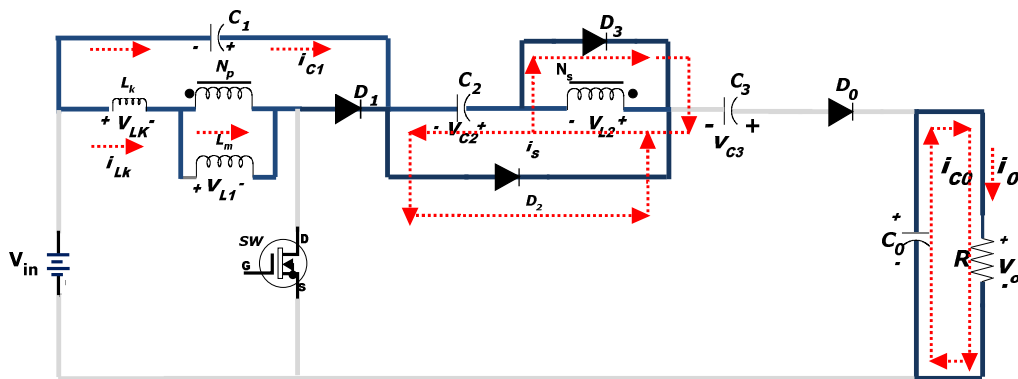 C1
- +
iC1
D3
Np
Ns
Lk
D1
C2
C3
D0
+ VLK -
Lm
- VC2 +
- VL2 +
- +
VC3
is
iLk
+ VL1 -
D2
iC0
i0
SW
D
G
S
Vin
+
C0
-
R
+
Vo
-